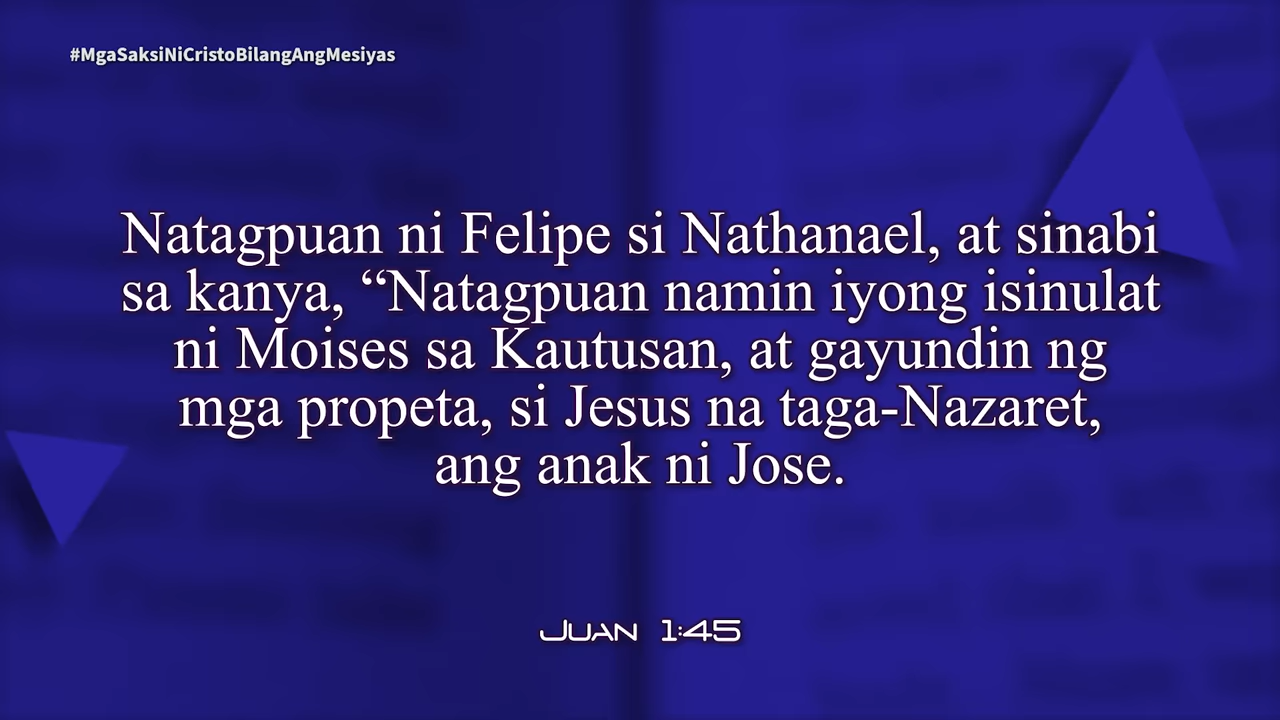 #MgaSaksiNiCristoBilangAngMesiyas
Natagpuan ni Felipe si Nathanael, at sinabi
sa kanya, “Natagpuan namin iyong isinulat
ni Moises sa Kautusan, at gayundin ng
mga propeta, si Jesus na taga-Nazaret,
ang anak ni Jose.
Juan 1:45